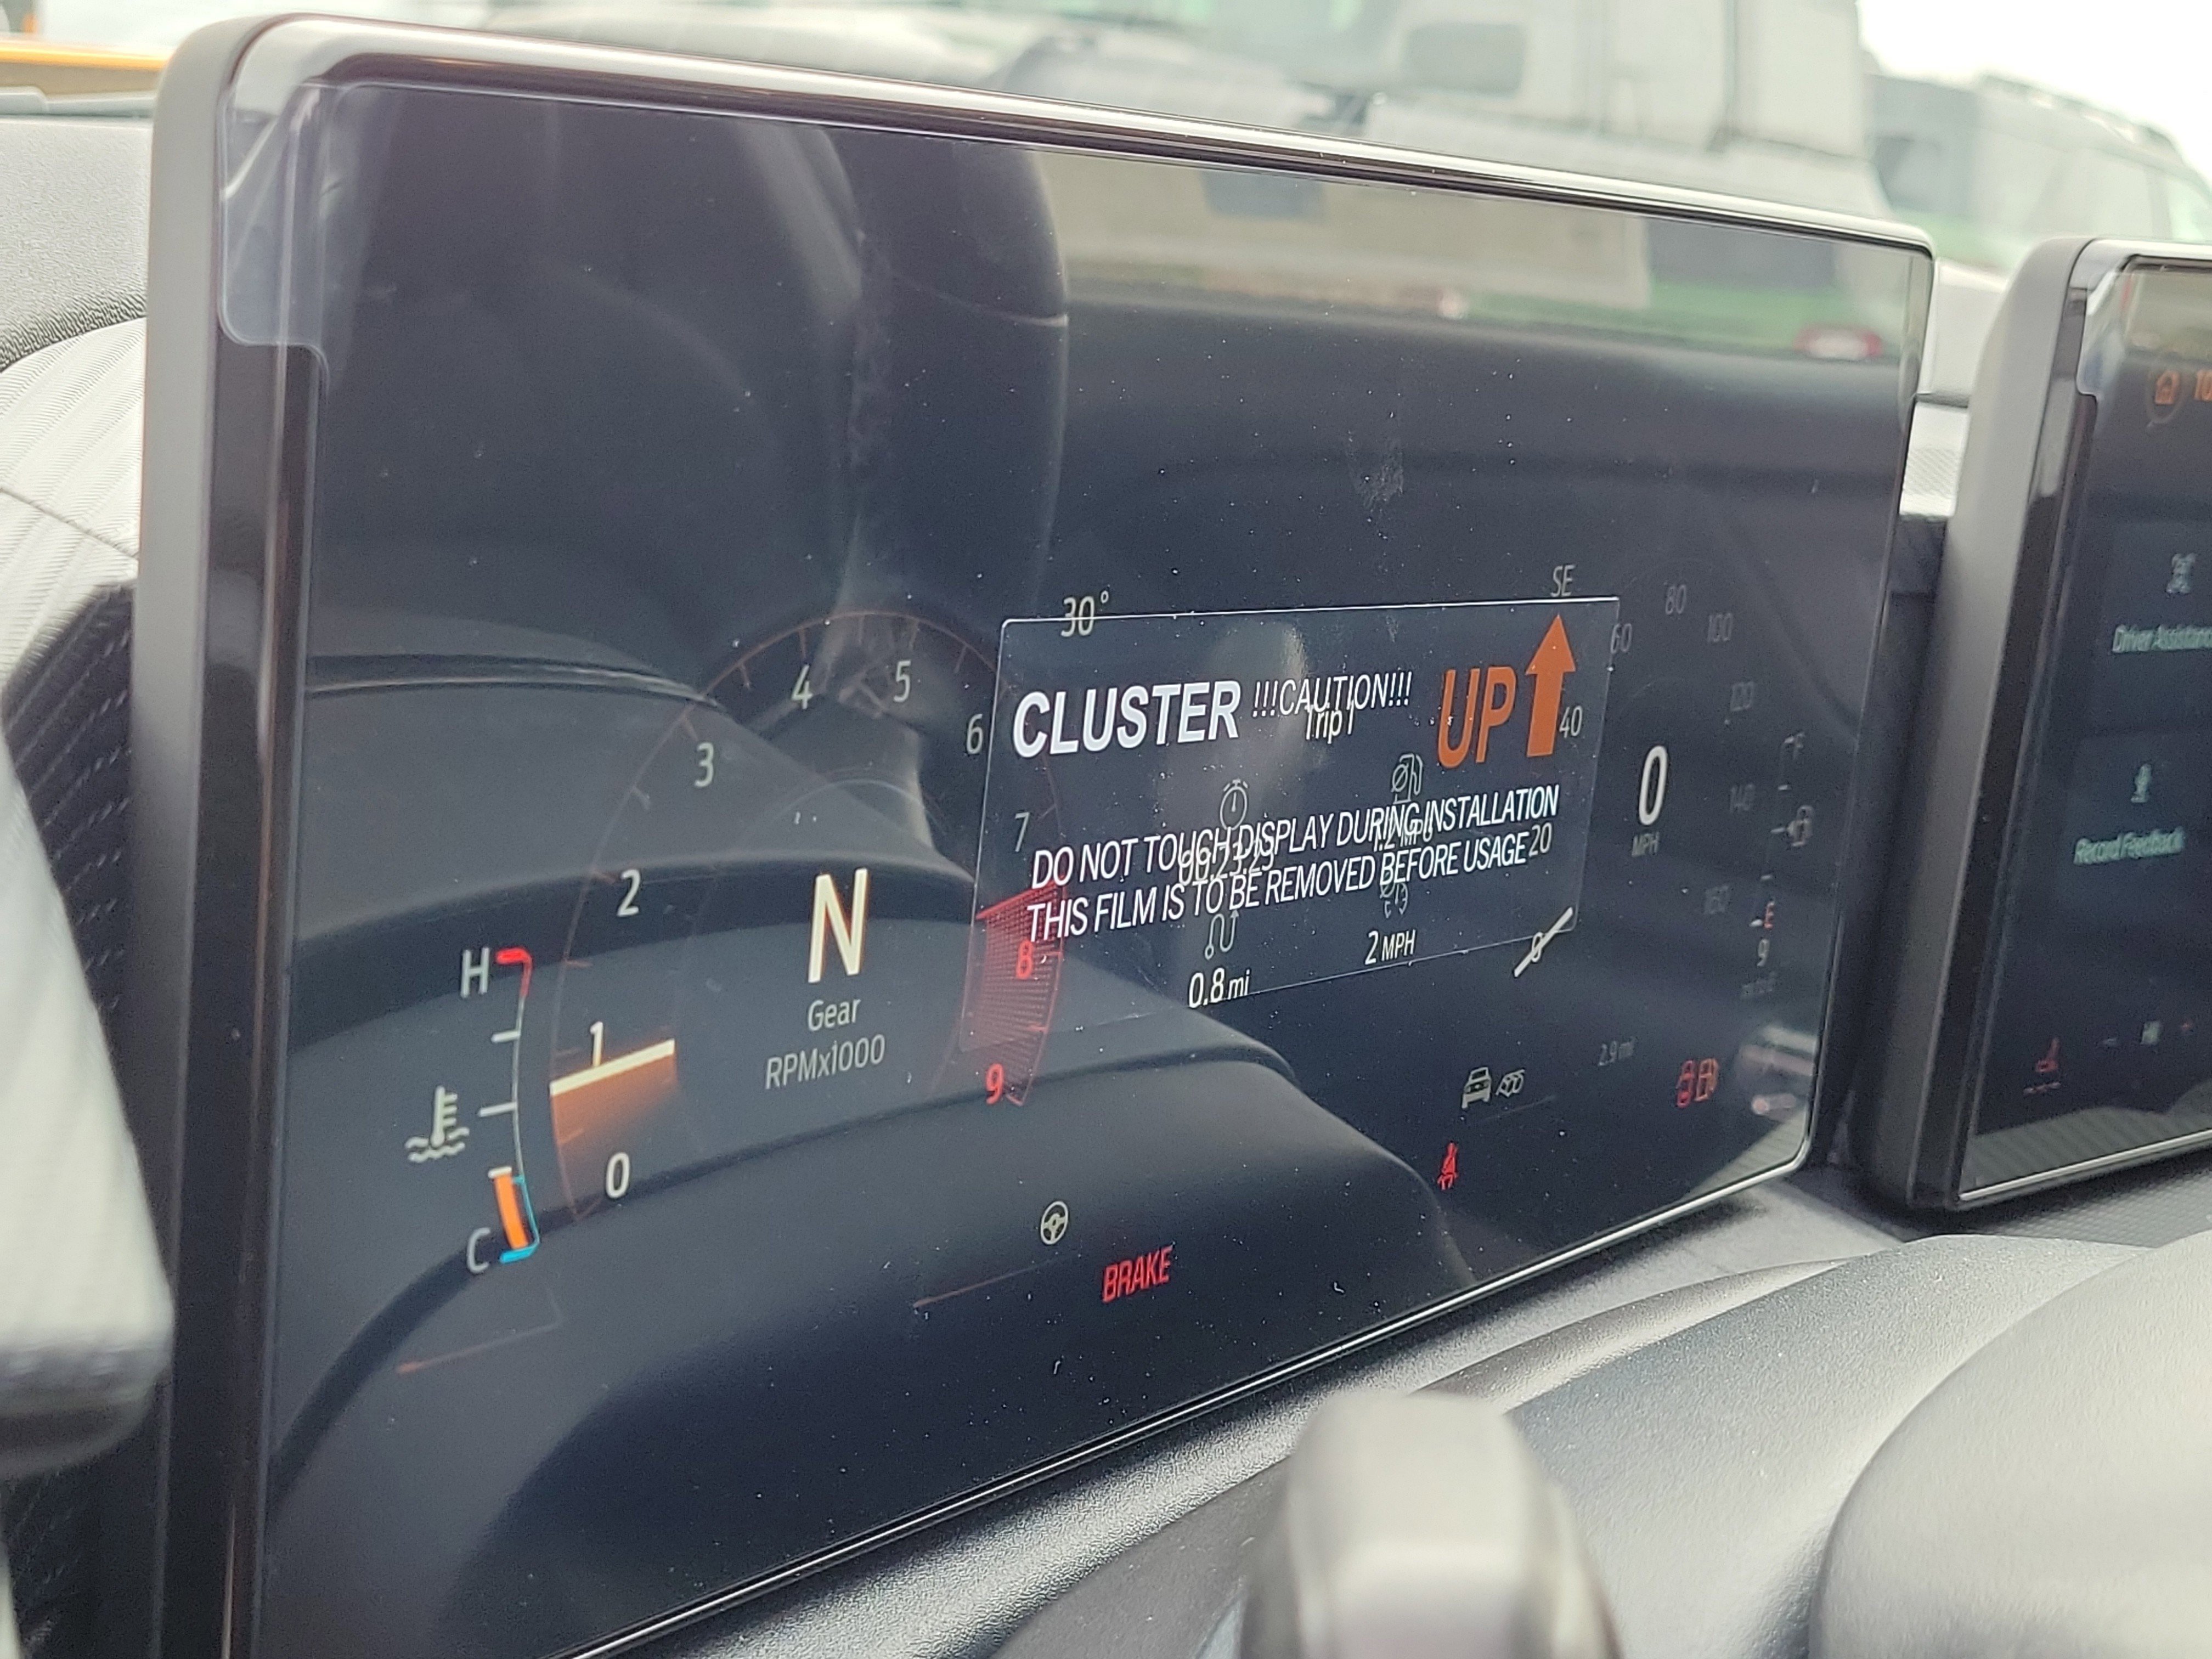 30°
SE
CLUSTER !!!CAUTION!!! UP
Trip 1
DO NOT TOUCH DISPLAY DURING INSTALLATION
THIS FILM IS TO BE REMOVED BEFORE USAGE
0.8 mi
2 MPH
0
1
2
3
4
5
6
7
8
9
N
Gear
RPMx1000
H
C
20
40
60
80
100
120
140
160
0
MPH
F
E
9
2.9 mi
BRAKE
Driver Assistance
Record Feedback